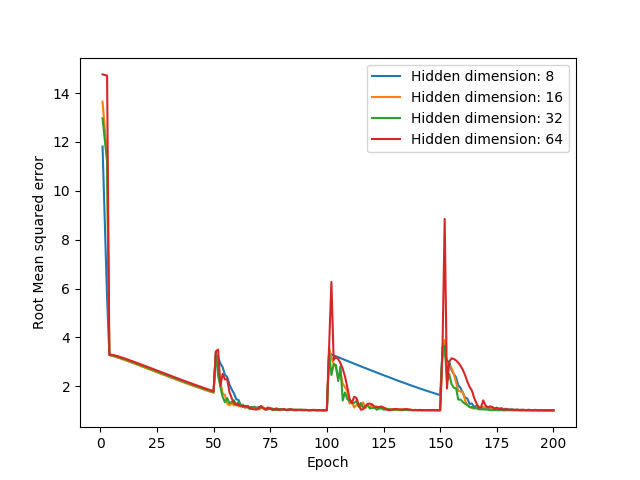 Hidden dimension: 8
Hidden dimension: 16
Hidden dimension: 32
Hidden dimension: 64
Root Mean squared error
14
12
10
8
6
4
2
0 25 50 75 100 125 150 175 200
Epoch